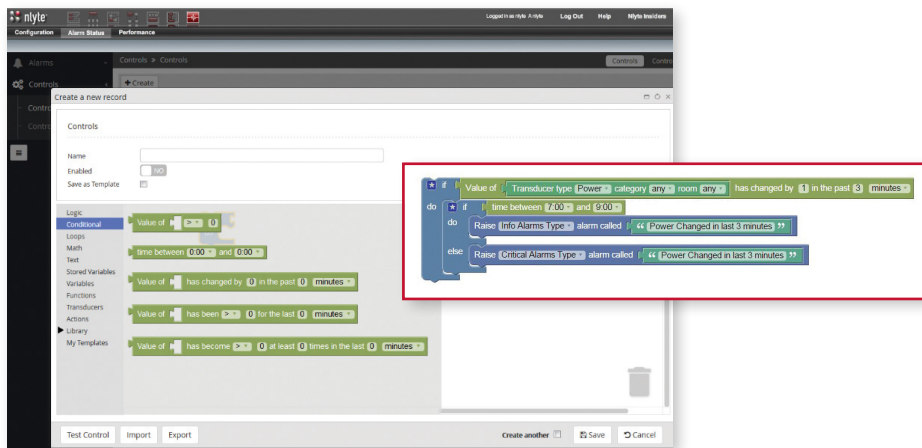 nlyte
Logged in as nlyte Anlyte Log Out Help Nlyte Insiders
Configuration Alarm Status Performance
Alarms
Controls > Controls
Controls
Controls
+ Create
Create a new record
Controls
Name
Enabled NO
Save as Template
Logic
Conditional
Loops
Math
Text
Stored Variables
Variables
Functions
Transducers
Actions
Library
My Templates
Value of > 0
time between 0:00 and 0:00
Value of has changed by 0 in the past 0 minutes
Value of has been > 0 for the last 0 minutes
Value of has become > 0 at least 0 times in the last 0 minutes
if Value of Transducer type Power category any room any has changed by 1 in the past 3 minutes
do if time between 7:00 and 9:00
do Raise Info Alarms Type alarm called “ Power Changed in last 3 minutes ”
else Raise Critical Alarms Type alarm called “ Power Changed in last 3 minutes ”
Test Control Import Export Create another Save Cancel